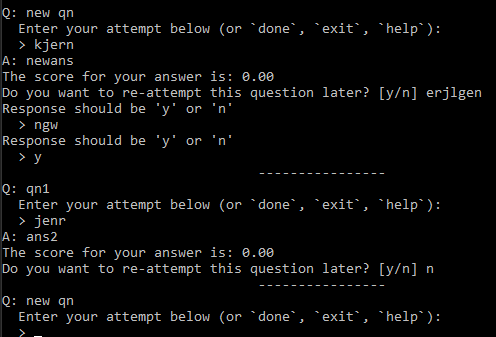 Q: new qn
  Enter your attempt below (or `done`, `exit`, `help`):
  > kjern
A: newans
The score for your answer is: 0.00
Do you want to re-attempt this question later? [y/n] erjlgen
Response should be 'y' or 'n'
  > ngw
Response should be 'y' or 'n'
  > y
                                ----------------
Q: qn1
  Enter your attempt below (or `done`, `exit`, `help`):
  > jenr
A: ans2
The score for your answer is: 0.00
Do you want to re-attempt this question later? [y/n] n
                                ----------------
Q: new qn
  Enter your attempt below (or `done`, `exit`, `help`):
  > _